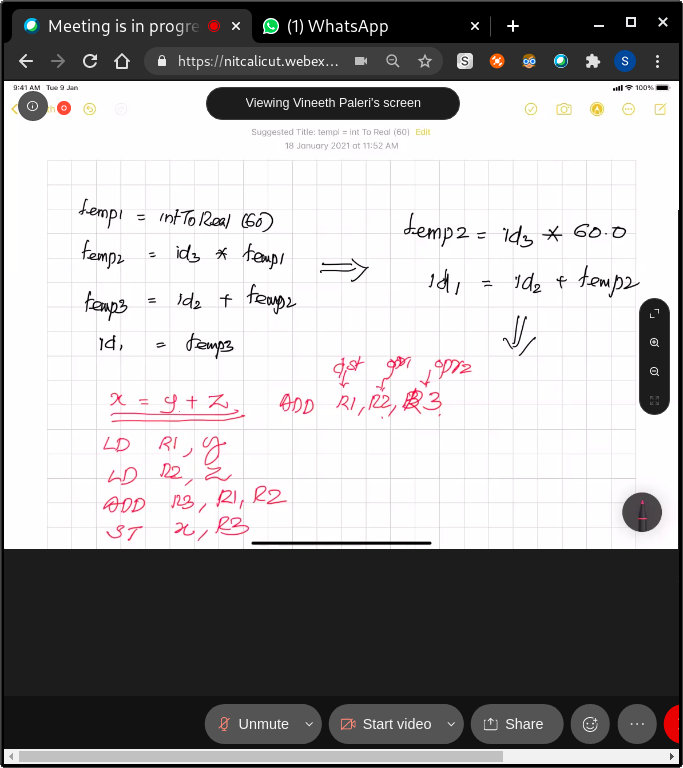 Meeting is in progre
(1) WhatsApp
https://nitcalicut.webex...
S
S
9:41 AM Tue 9 Jan
100%
Viewing Vineeth Paleri's screen
Suggested Title: templ = int To Real (60) Edit
18 January 2021 at 11:52 AM
temp1 = intToReal (60)
temp2 = id3 * temp1
temp3 = id2 + temp2
id1 = temp3
temp2 = id3 * 60.0
id1 = id2 + temp2
dst opr1 opr2
x = y + z
ADD R1, R2, R3
LD R1, y
LD R2, z
ADD R3, R1, R2
ST x, R3
Unmute
Start video
Share